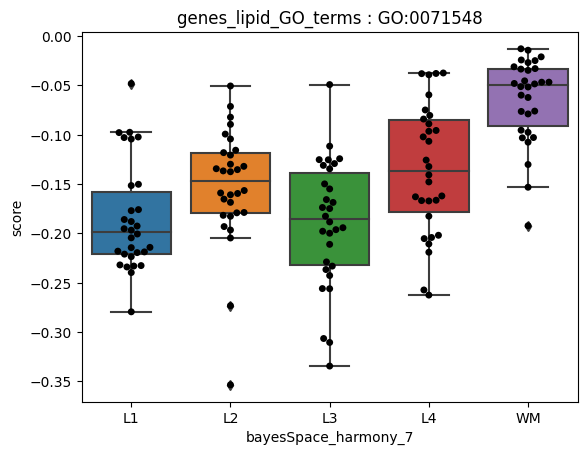 genes_lipid_GO_terms : GO:0071548
0.00
−0.05
−0.10
−0.15
−0.20
−0.25
−0.30
−0.35
score
L1 L2 L3 L4 WM
bayesSpace_harmony_7